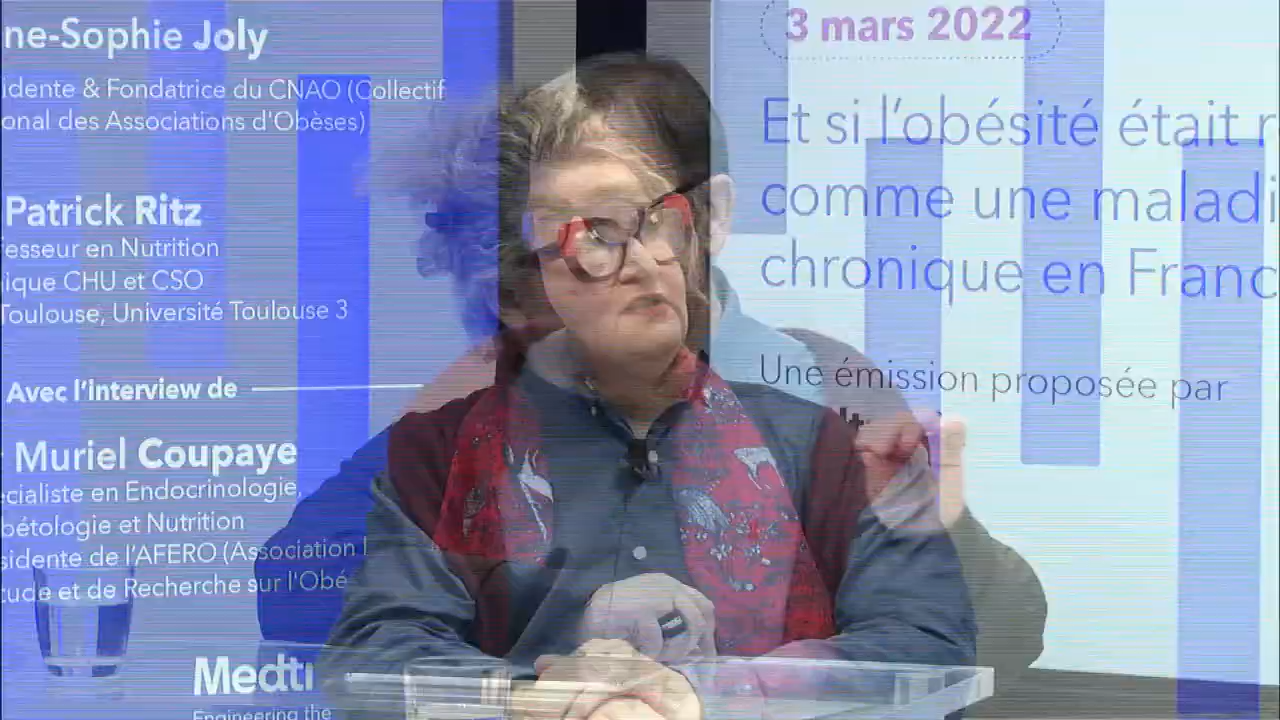 ne-Sophie Joly
idente & Fondatrice du CNAO (Collectif
onal des Associations d'Obèses)
Patrick Ritz
fesseur en Nutrition
ique CHU et CSO
Toulouse, Université Toulouse 3
Avec l'interview de
Muriel Coupaye
écialiste en Endocrinologie,
bétologie et Nutrition
sidente de l'AFERO (Association
tude et de Recherche sur l'Obé
Medt
Engineering the
3 mars 2022
Et si l'obésité était r
comme une maladi
chronique en Franc
Une émission proposée par